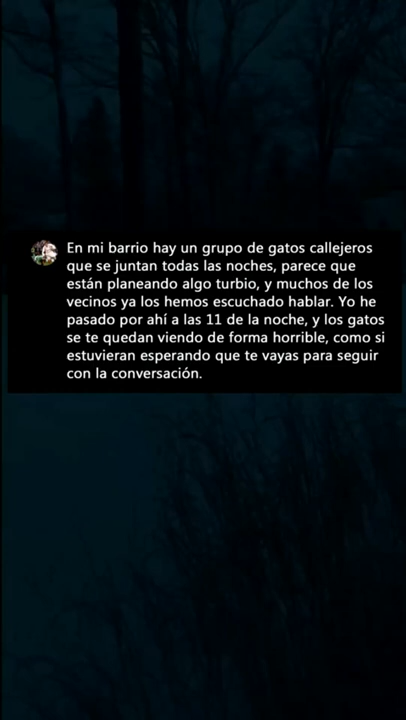 En mi barrio hay un grupo de gatos callejeros
que se juntan todas las noches, parece que
están planeando algo turbio, y muchos de los
vecinos ya los hemos escuchado hablar. Yo he
pasado por ahí a las 11 de la noche, y los gatos
se te quedan viendo de forma horrible, como si
estuvieran esperando que te vayas para seguir
con la conversación.